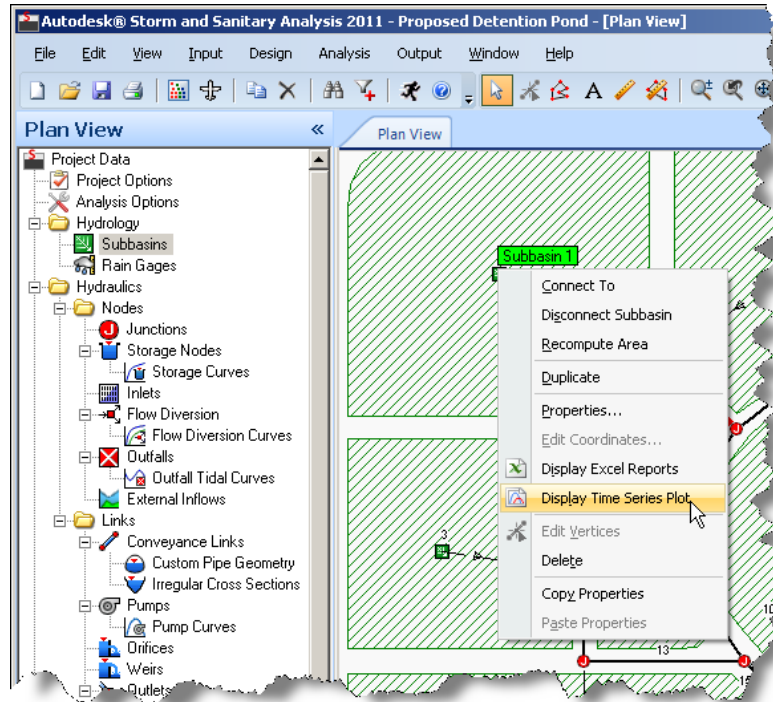 Autodesk® Storm and Sanitary Analysis 2011 - Proposed Detention Pond - [Plan View]
File Edit View Input Design Analysis Output Window Help
A
Plan View «
Plan View
Project Data
Project Options
Analysis Options
Hydrology
Subbasins
Rain Gages
Hydraulics
Nodes
Junctions
Storage Nodes
Storage Curves
Inlets
Flow Diversion
Flow Diversion Curves
Outfalls
Outfall Tidal Curves
External Inflows
Links
Conveyance Links
Custom Pipe Geometry
Irregular Cross Sections
Pumps
Pump Curves
Orifices
Weirs
Outlets
Subbasin 1
Connect To
Disconnect Subbasin
Recompute Area
Duplicate
Properties...
Edit Coordinates...
Display Excel Reports
Display Time Series Plot
Edit Vertices
Delete
Copy Properties
Paste Properties
3
13